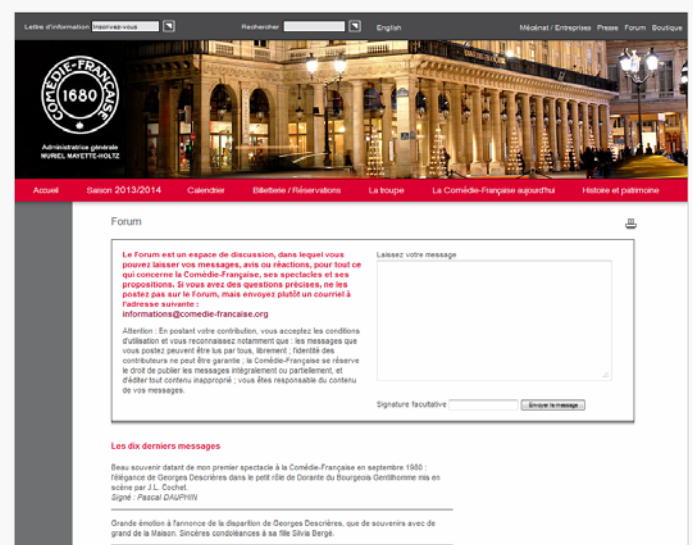 Lettre d'information Inscrivez-vous
Rechercher
English
Mécénat / Entreprises Presse Forum Boutique
COMÉDIE-FRANÇAISE
1680
Administratrice générale
MURIEL MAYETTE-HOLTZ
Accueil Saison 2013/2014 Calendrier Billetterie / Réservations La troupe La Comédie-Française aujourd'hui Histoire et patrimoine
Forum
Le Forum est un espace de discussion, dans lequel vous
pouvez laisser vos messages, avis ou réactions, pour tout ce
qui concerne la Comédie-Française, ses spectacles et ses
propositions. Si vous avez des questions précises, ne les
postez pas sur le Forum, mais envoyez plutôt un courriel à
l'adresse suivante :
informations@comedie-francaise.org
Attention : En postant votre contribution, vous acceptez les conditions
d'utilisation et vous reconnaissez notamment que : les messages que
vous postez peuvent être lus par tous, librement ; l'identité des
contributeurs ne peut être garantie ; la Comédie-Française se réserve
le droit de publier les messages intégralement ou partiellement, et
d'éditer tout contenu inapproprié ; vous êtes responsable du contenu
de vos messages.
Laissez votre message
Signature facultative
Envoyer le message
Les dix derniers messages
Beau souvenir datant de mon premier spectacle à la Comédie-Française en septembre 1980 :
l'élégance de Georges Descrières dans le petit rôle de Dorante du Bourgeois Gentilhomme mis en
scène par J.L. Cochet.
Signé : Pascal DAUPHIN
Grande émotion à l'annonce de la disparition de Georges Descrières, que de souvenirs avec de
grand de la Maison. Sincères condoléances à sa fille Silvia Bergé.